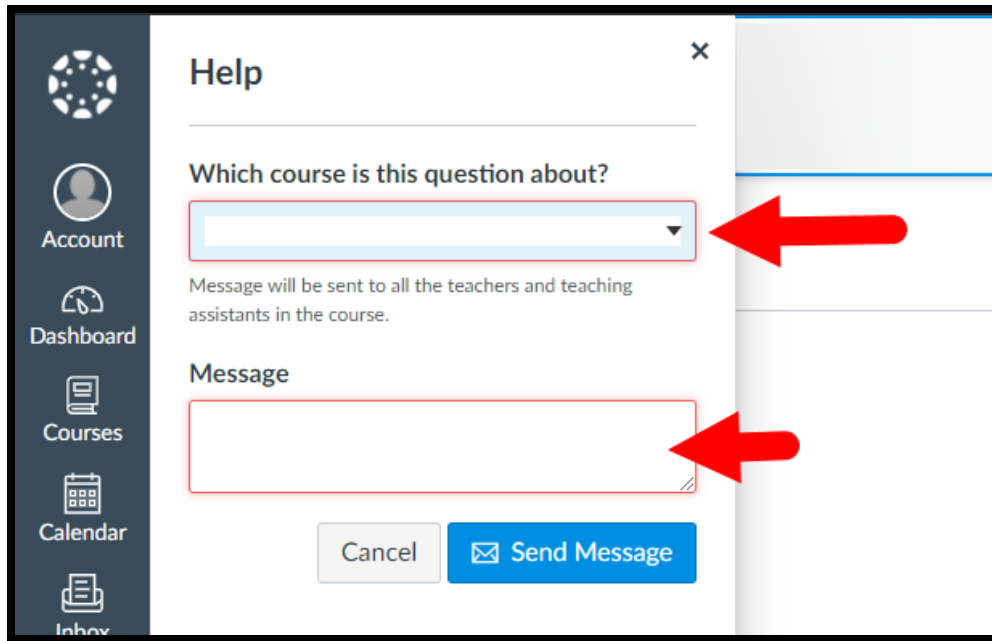 Help
×
Which course is this question about?
Message will be sent to all the teachers and teaching
assistants in the course.
Message
Cancel
Send Message
Account
Dashboard
Courses
Calendar
Inbox